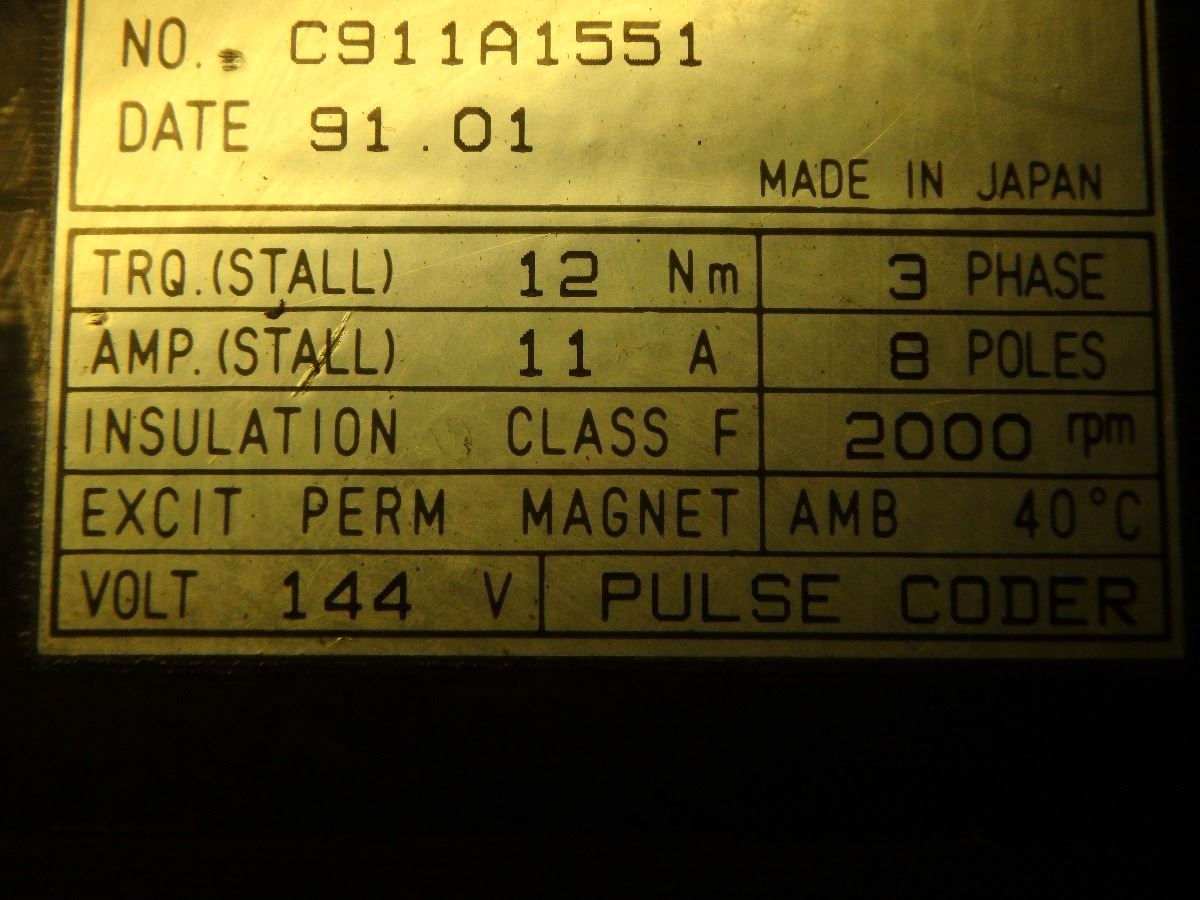 NO. C911A1551
DATE 91.01
MADE IN JAPAN
TRQ.(STALL) 12 Nm 3 PHASE
AMP.(STALL) 11 A 8 POLES
INSULATION CLASS F 2000 rpm
EXCIT PERM MAGNET AMB 40°C
VOLT 144 V PULSE CODER